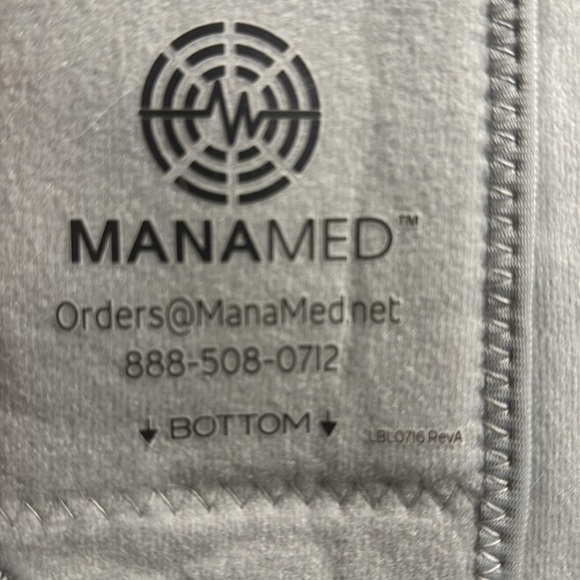 MANAMED™
Orders@ManaMed.net
888-508-0712
↓ BOTTOM ↓
LBL0716 RevA